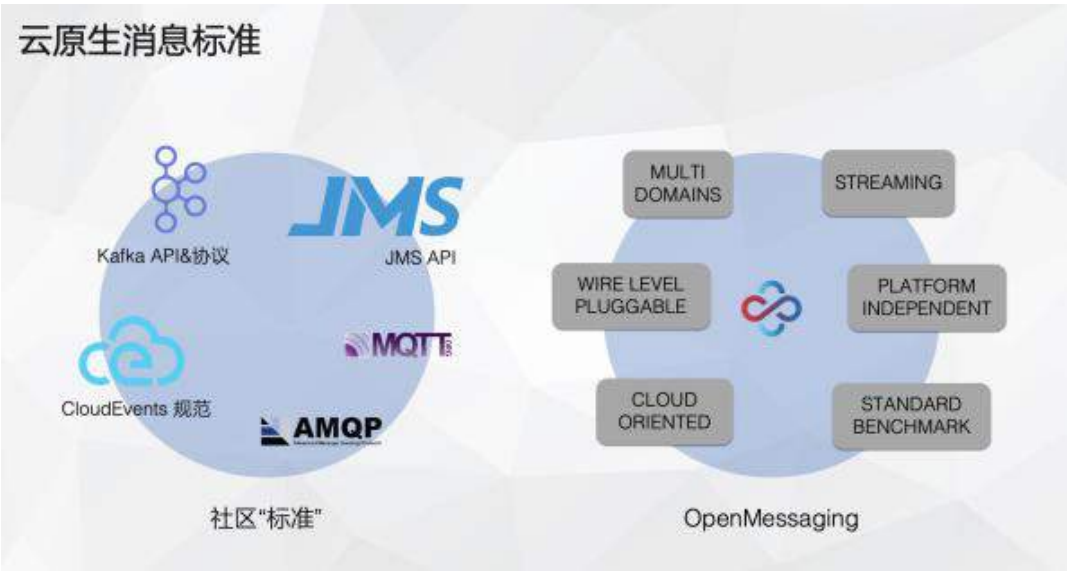 云原生消息标准
Kafka API&协议
JMS
JMS API
MQTT
CloudEvents 规范
AMQP
社区“标准”
MULTI
DOMAINS
STREAMING
WIRE LEVEL
PLUGGABLE
PLATFORM
INDEPENDENT
CLOUD
ORIENTED
STANDARD
BENCHMARK
OpenMessaging